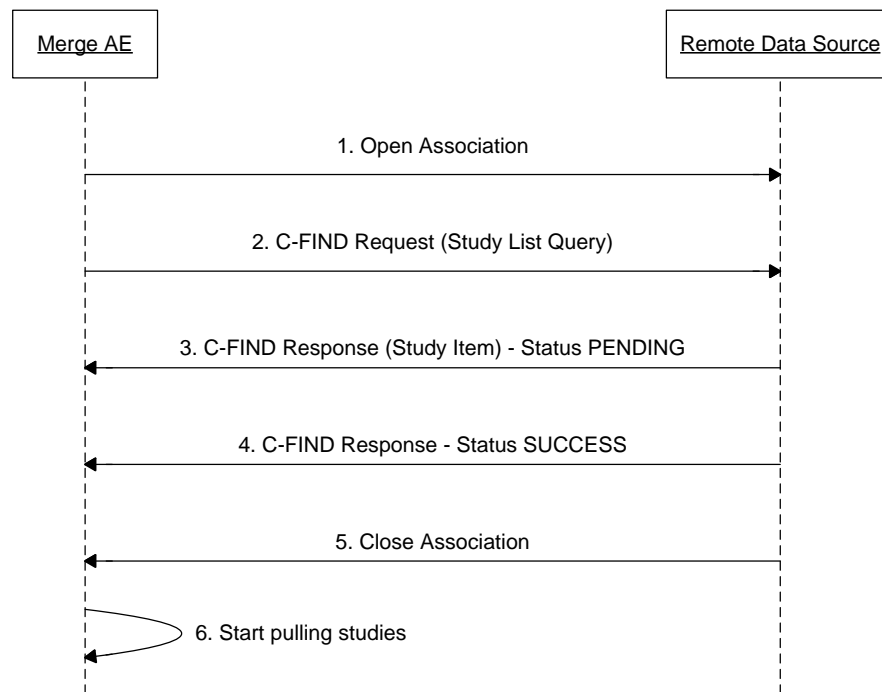 Merge AE
Remote Data Source
1. Open Association
2. C-FIND Request (Study List Query)
3. C-FIND Response (Study Item) - Status PENDING
4. C-FIND Response - Status SUCCESS
5. Close Association
6. Start pulling studies